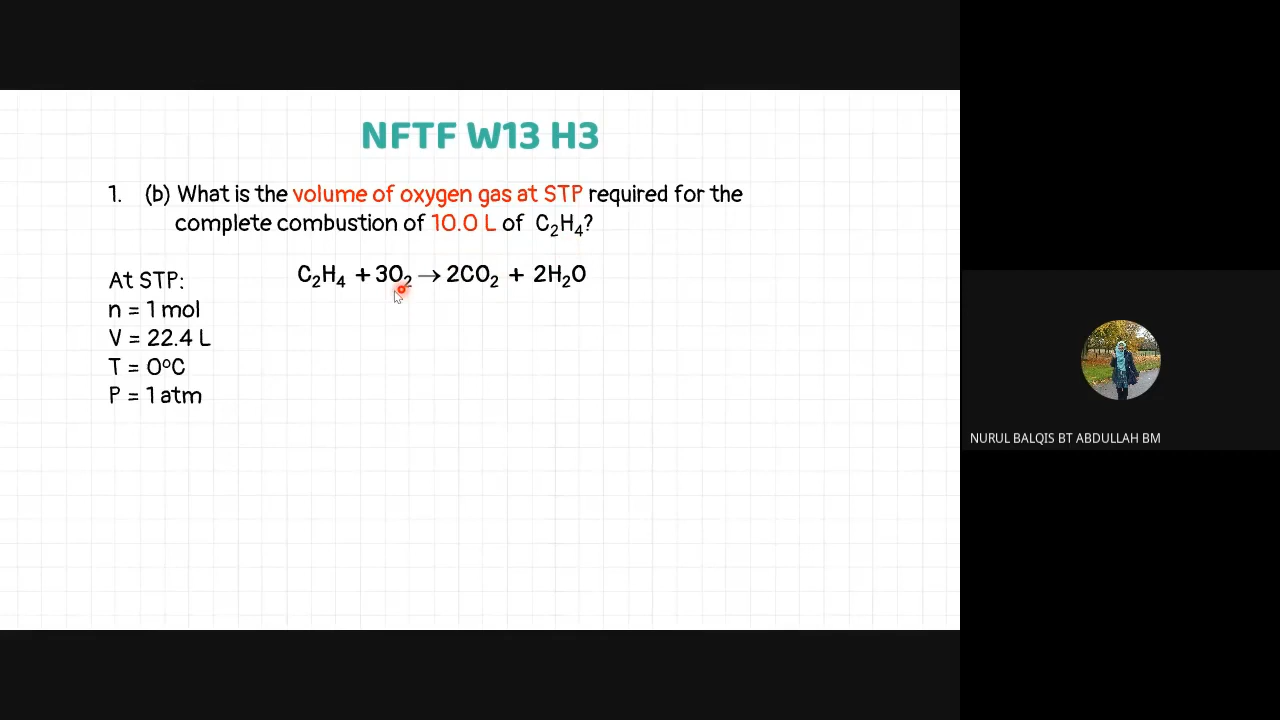 NFTF W13 H3
1. (b) What is the volume of oxygen gas at STP required for the
complete combustion of 10.0 L of C₂H₄?
C₂H₄ + 3O₂ → 2CO₂ + 2H₂O
At STP:
n = 1 mol
V = 22.4 L
T = 0°C
P = 1 atm
NURUL BALQIS BT ABDULLAH BM